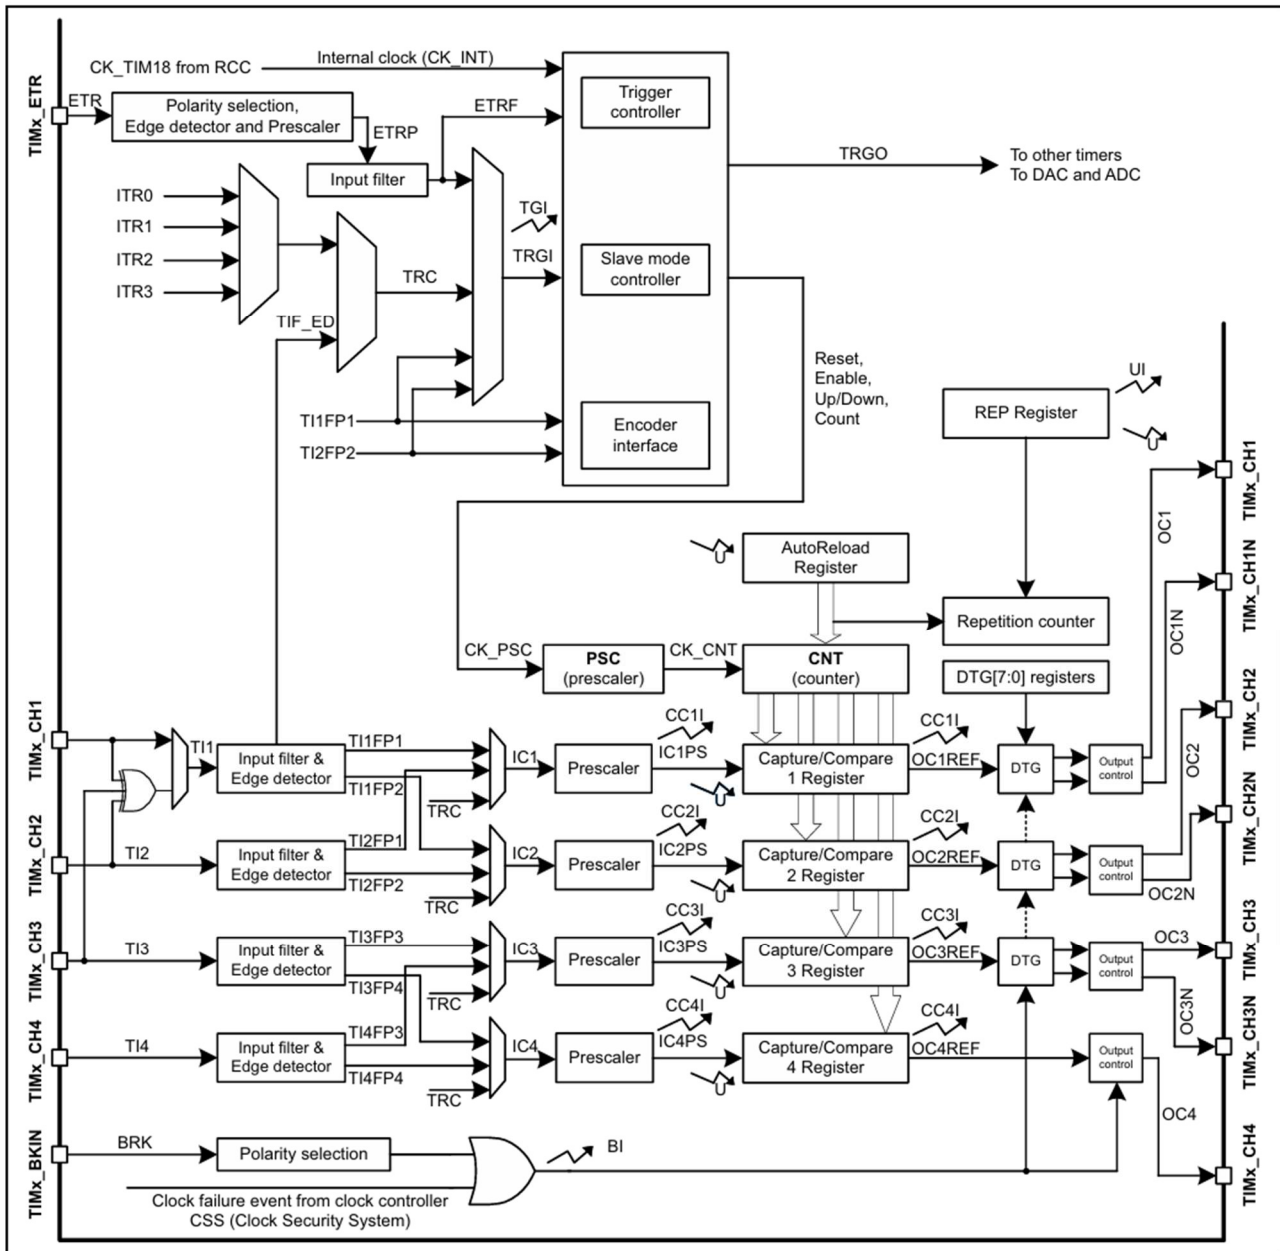 CK_TIM18 from RCC
Internal clock (CK_INT)
TIMx_ETR
ETR
Polarity selection,
Edge detector and Prescaler
ETRP
Input filter
ETRF
Trigger
controller
TRGO
To other timers
To DAC and ADC
ITR0
ITR1
ITR2
ITR3
TGI
TRGI
TRC
TIF_ED
Slave mode
controller
TI1FP1
TI2FP2
Encoder
interface
Reset,
Enable,
Up/Down,
Count
REP Register
UI
U
AutoReload
Register
U
Repetition counter
CK_PSC
PSC
(prescaler)
CK_CNT
CNT
(counter)
DTG[7:0] registers
TIMx_CH1
TI1
Input filter &
Edge detector
TI1FP1
TI1FP2
TRC
IC1
Prescaler
CC1I
IC1PS
U
Capture/Compare
1 Register
CC1I
OC1REF
DTG
Output
control
OC1
TIMx_CH1
OC1N
TIMx_CH1N
TIMx_CH2
TI2
Input filter &
Edge detector
TI2FP1
TI2FP2
TRC
IC2
Prescaler
CC2I
IC2PS
U
Capture/Compare
2 Register
CC2I
OC2REF
DTG
Output
control
OC2
TIMx_CH2
OC2N
TIMx_CH2N
TIMx_CH3
TI3
Input filter &
Edge detector
TI3FP3
TI3FP4
TRC
IC3
Prescaler
CC3I
IC3PS
U
Capture/Compare
3 Register
CC3I
OC3REF
DTG
Output
control
OC3
TIMx_CH3
OC3N
TIMx_CH3N
TIMx_CH4
TI4
Input filter &
Edge detector
TI4FP3
TI4FP4
TRC
IC4
Prescaler
CC4I
IC4PS
U
Capture/Compare
4 Register
CC4I
OC4REF
Output
control
OC4
TIMx_CH4
TIMx_BKIN
BRK
Polarity selection
BI
Clock failure event from clock controller
CSS (Clock Security System)